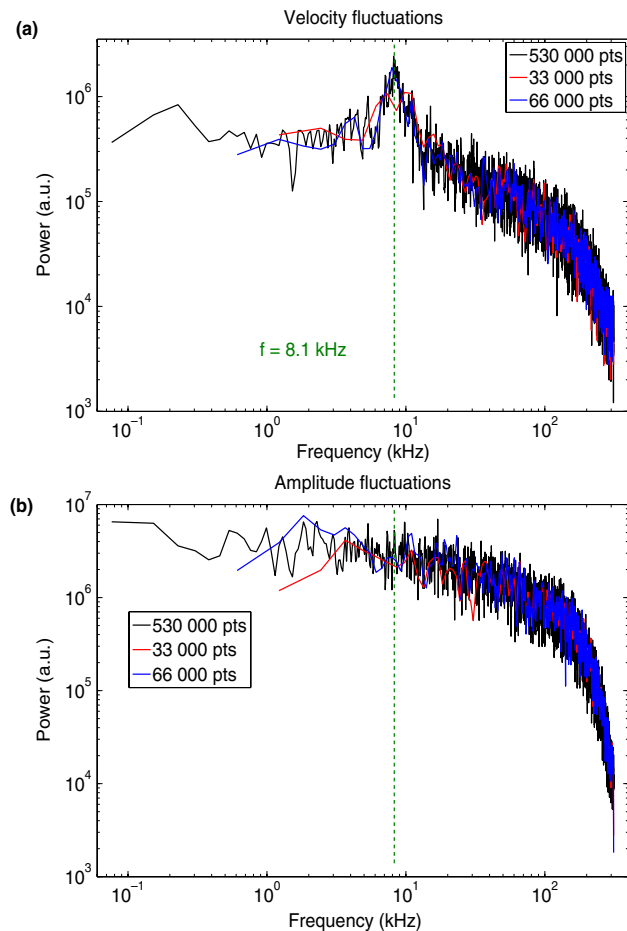 (a)
Velocity fluctuations
530 000 pts
33 000 pts
66 000 pts
10^6
10^5
10^4
10^3
Power (a.u.)
f = 8.1 kHz
10^-1
10^0
10^1
10^2
Frequency (kHz)
(b)
Amplitude fluctuations
10^7
10^6
10^5
10^4
10^3
Power (a.u.)
530 000 pts
33 000 pts
66 000 pts
10^-1
10^0
10^1
10^2
Frequency (kHz)